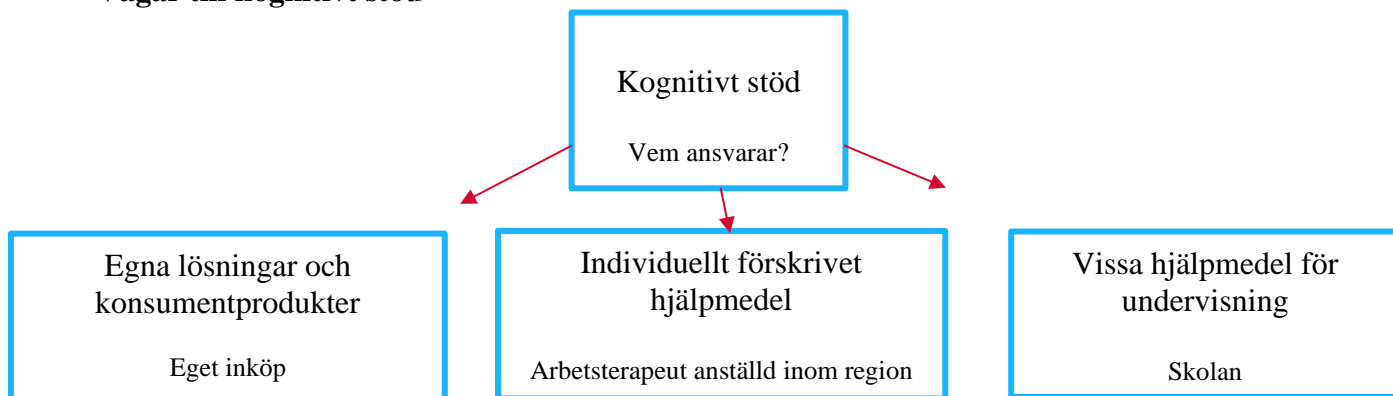 Kognitivt stöd
Vem ansvarar?
Egna lösningar och
konsumentprodukter
Eget inköp
Individuellt förskrivet
hjälpmedel
Arbetsterapeut anställd inom region
Vissa hjälpmedel för
undervisning
Skolan